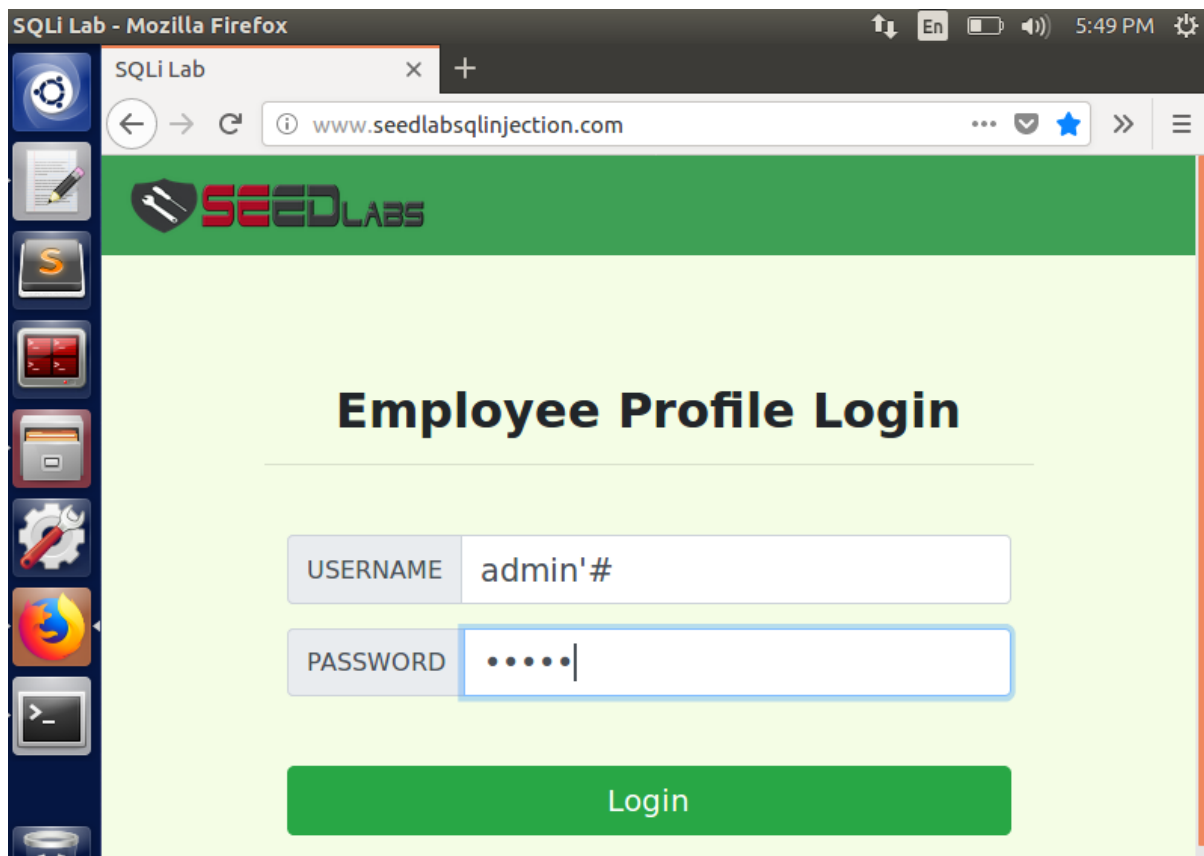 SQLi Lab - Mozilla Firefox En 5:49 PM
SQLi Lab
www.seedlabsqlinjection.com
SEEDLABS
Employee Profile Login
USERNAME admin'#
PASSWORD •••••
Login